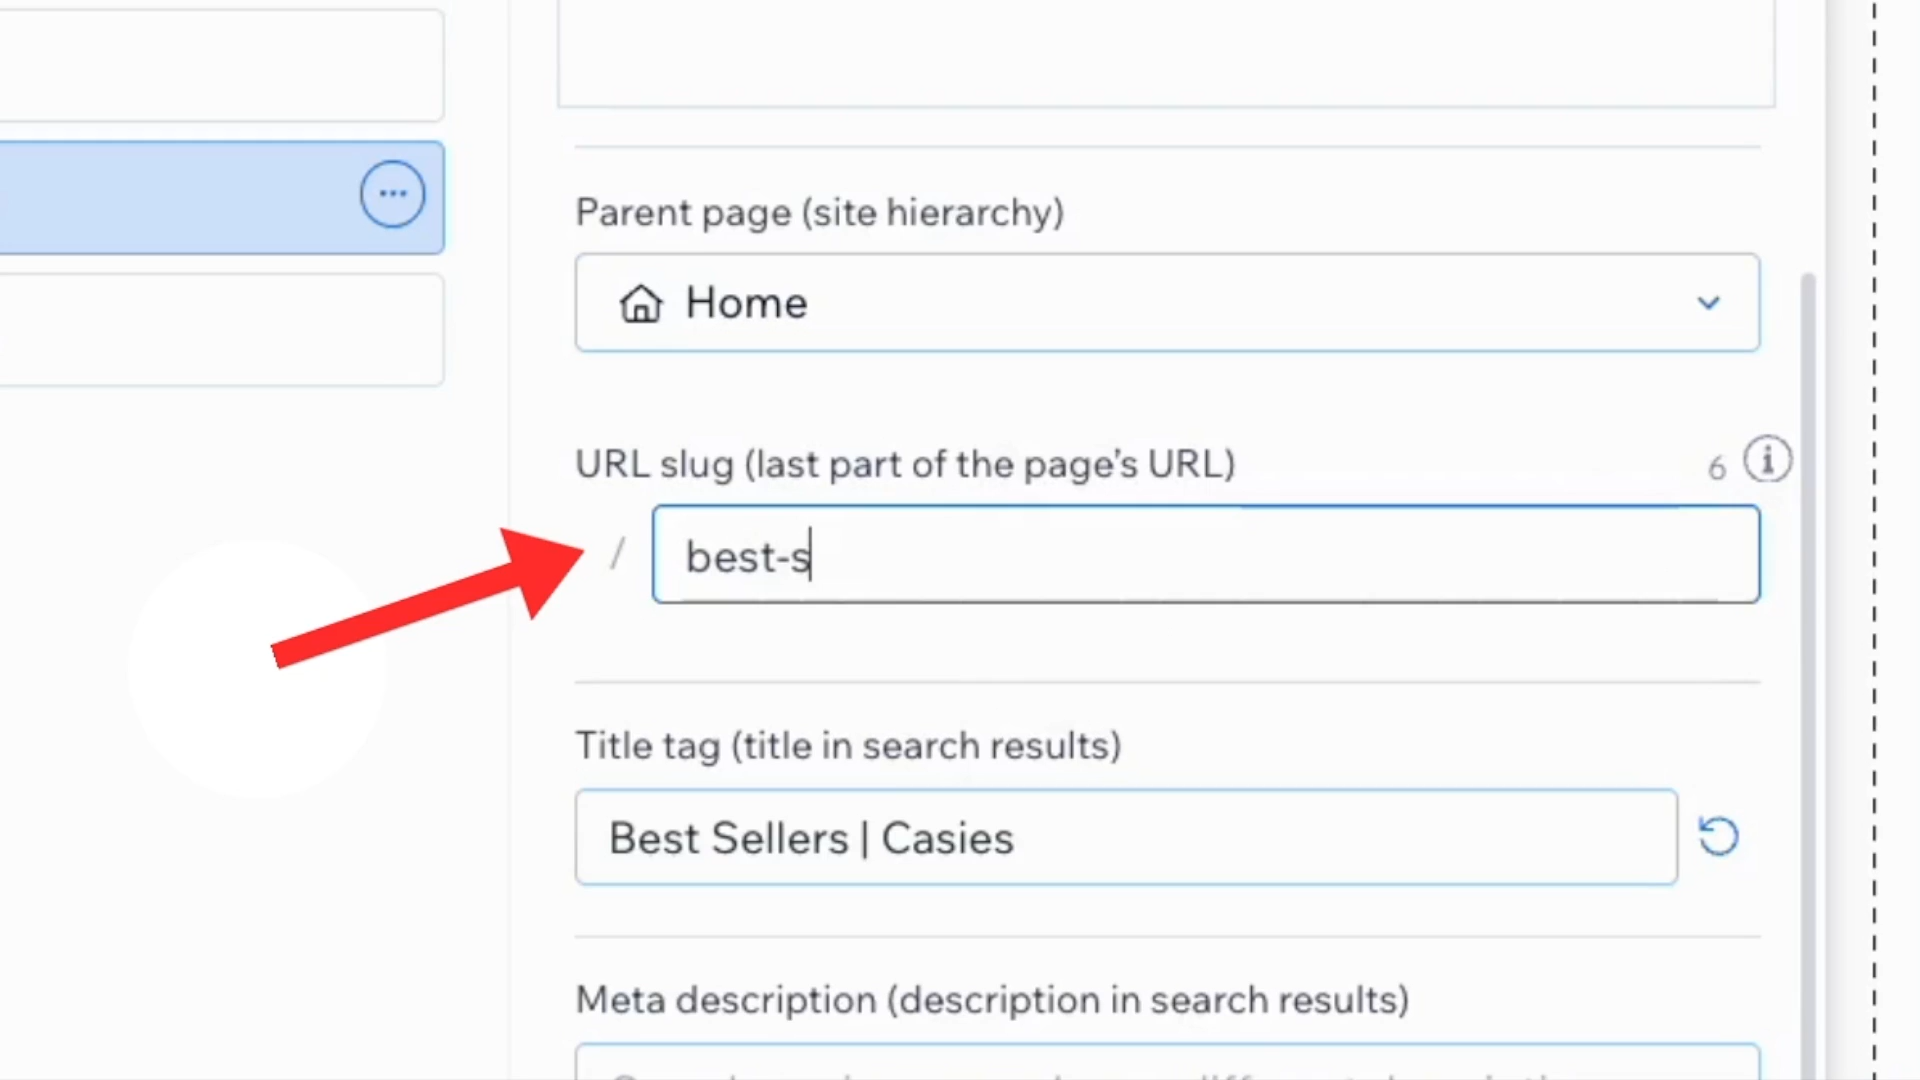 Parent page (site hierarchy)
Home
URL slug (last part of the page's URL)
6
/ best-s
Title tag (title in search results)
Best Sellers | Casies
Meta description (description in search results)